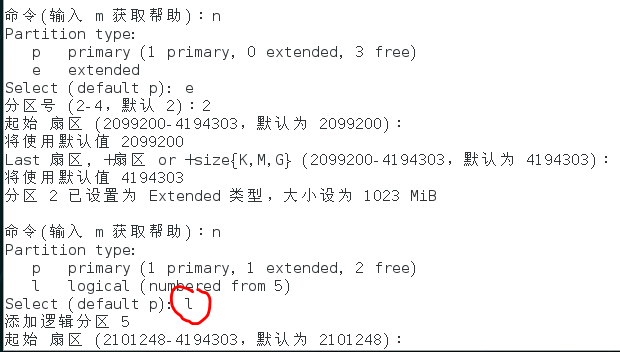 命令(输入 m 获取帮助)：n
Partition type:
   p   primary (1 primary, 0 extended, 3 free)
   e   extended
Select (default p): e
分区号 (2-4，默认 2)：2
起始 扇区 (2099200-4194303，默认为 2099200)：
将使用默认值 2099200
Last 扇区, +扇区 or +size{K,M,G} (2099200-4194303，默认为 4194303)：
将使用默认值 4194303
分区 2 已设置为 Extended 类型，大小设为 1023 MiB

命令(输入 m 获取帮助)：n
Partition type:
   p   primary (1 primary, 1 extended, 2 free)
   l   logical (numbered from 5)
Select (default p): l
添加逻辑分区 5
起始 扇区 (2101248-4194303，默认为 2101248)：